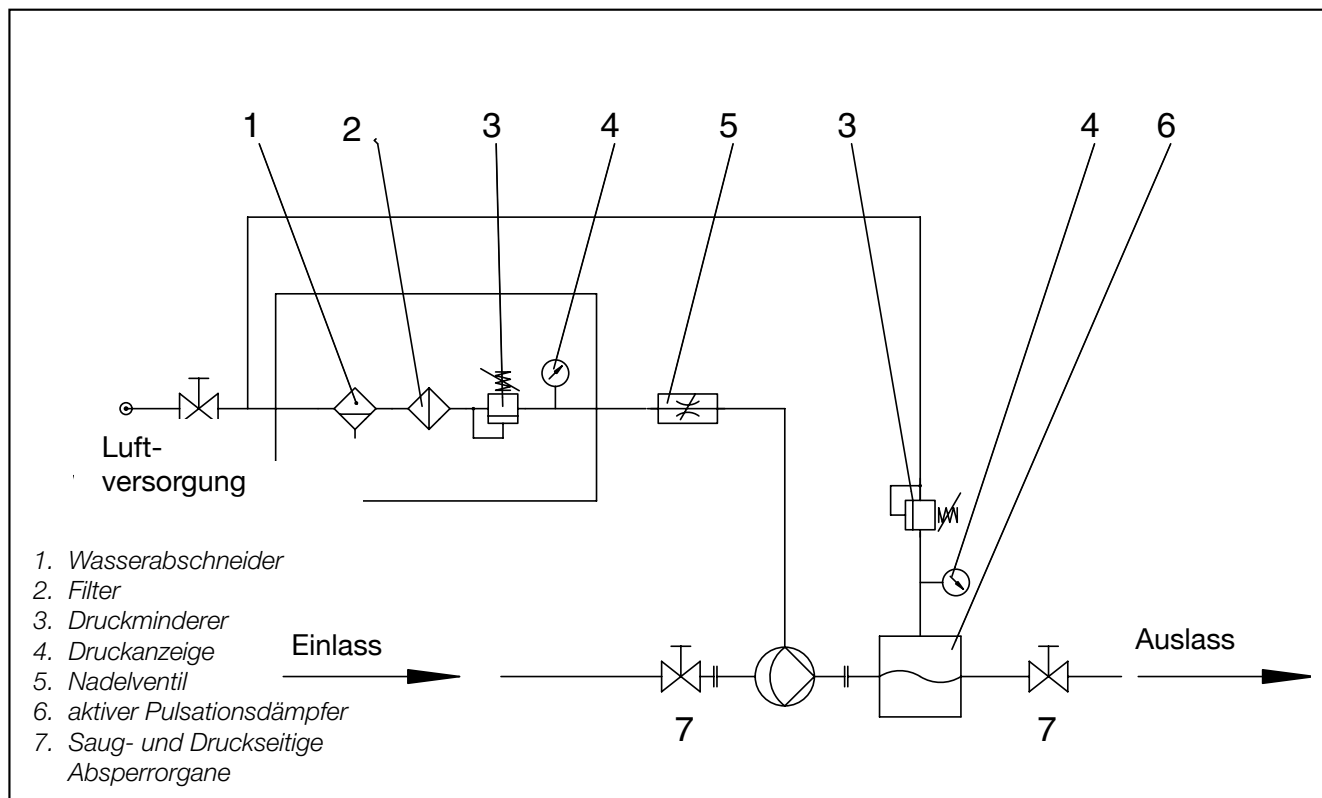 1 2 3 4 5 3 4 6
Luft-
versorgung
1. Wasserabschneider
2. Filter
3. Druckminderer
4. Druckanzeige
5. Nadelventil
6. aktiver Pulsationsdämpfer
7. Saug- und Druckseitige
Absperrorgane
Einlass
Auslass
7 7